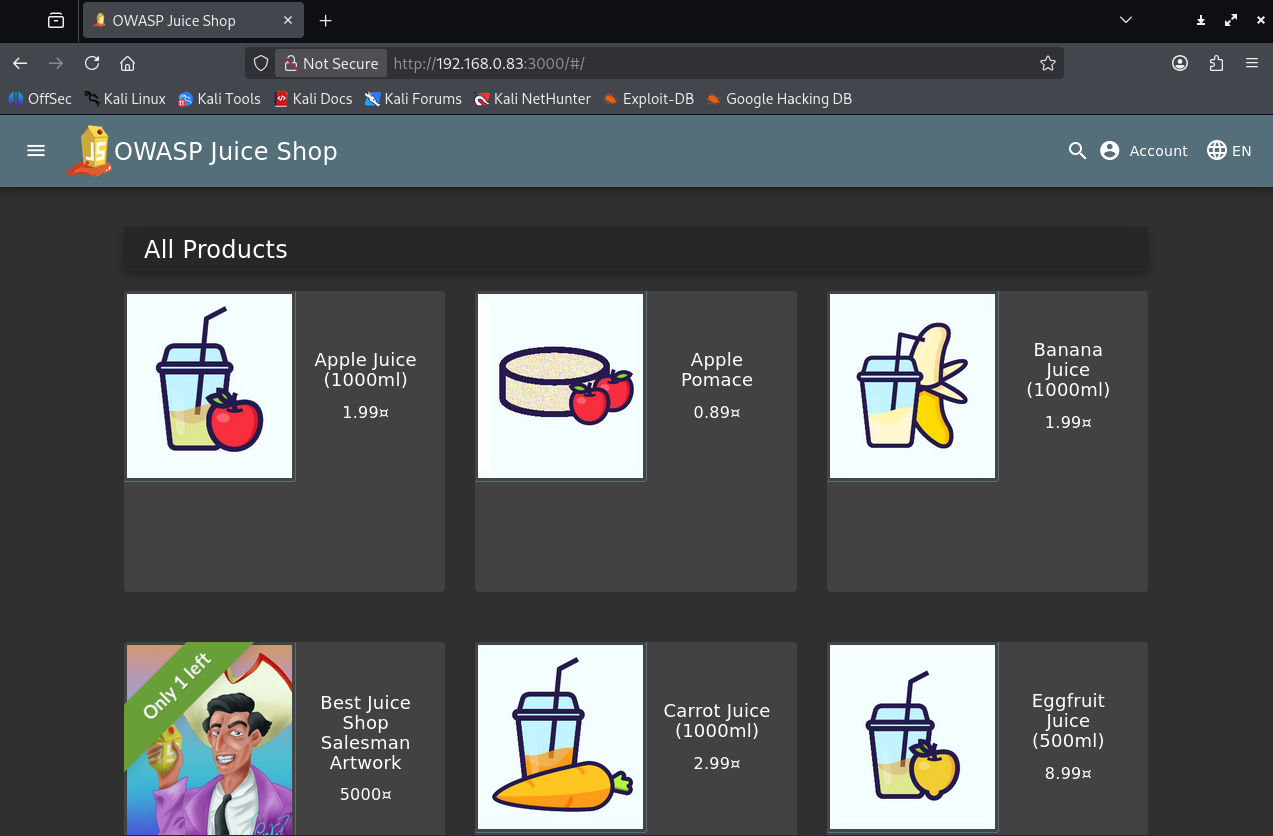 OWASP Juice Shop
Not Secure http://192.168.0.83:3000/#/
OffSec Kali Linux Kali Tools Kali Docs Kali Forums Kali NetHunter Exploit-DB Google Hacking DB
JS OWASP Juice Shop Account EN
All Products
Apple Juice
(1000ml)
1.99¤
Apple
Pomace
0.89¤
Banana
Juice
(1000ml)
1.99¤
Only 1 left
Best Juice
Shop
Salesman
Artwork
5000¤
Carrot Juice
(1000ml)
2.99¤
Eggfruit
Juice
(500ml)
8.99¤